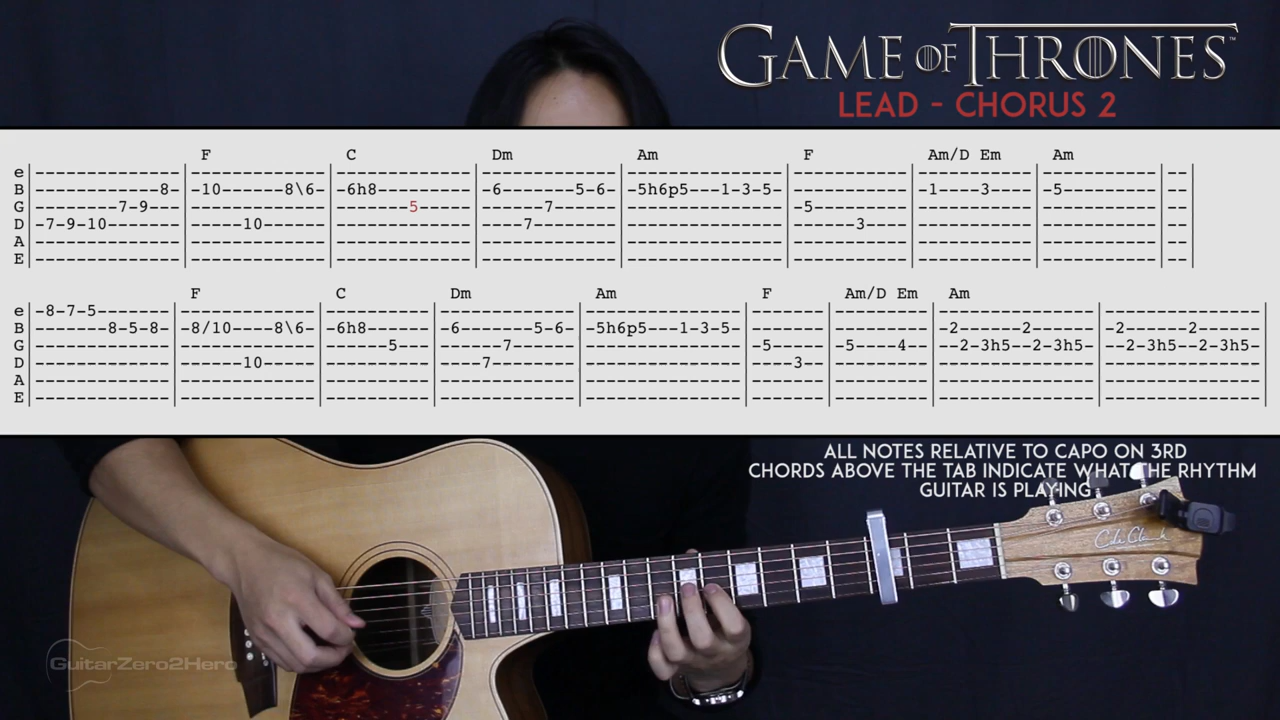 GAME OF THRONES™
LEAD - CHORUS 2
F C Dm Am F Am/D Em Am
e|---------------|-------------|-------------|-------------|---------------|-----------|-----------|-----------|--|
B|-------------8-|-10------8\6-|-6h8---------|-6-------5-6-|-5h6p5---1-3-5-|-----------|-1----3----|-5---------|--|
G|---------7-9---|-------------|--------5----|------7------|---------------|-5---------|-----------|-----------|--|
D|-7-9-10--------|------10-----|-------------|----7--------|---------------|------3----|-----------|-----------|--|
A|---------------|-------------|-------------|-------------|---------------|-----------|-----------|-----------|--|
E|---------------|-------------|-------------|-------------|---------------|-----------|-----------|-----------|--|
F C Dm Am F Am/D Em Am
e|-8-7-5-------|-------------|----------|-------------|---------------|-------|---------|---------------|---------------|
B|-------8-5-8-|-8/10----8\6-|-6h8------|-6-------5-6-|-5h6p5---1-3-5-|-------|---------|-2------2------|-2------2------|
G|-------------|-------------|------5---|------7------|---------------|-5-----|-5----4--|--2-3h5--2-3h5-|--2-3h5--2-3h5-|
D|-------------|------10-----|----------|----7--------|---------------|----3--|---------|---------------|---------------|
A|-------------|-------------|----------|-------------|---------------|-------|---------|---------------|---------------|
E|-------------|-------------|----------|-------------|---------------|-------|---------|---------------|---------------|
ALL NOTES RELATIVE TO CAPO ON 3RD
CHORDS ABOVE THE TAB INDICATE WHAT THE RHYTHM
GUITAR IS PLAYING
Cole Clark
GuitarZero2Hero